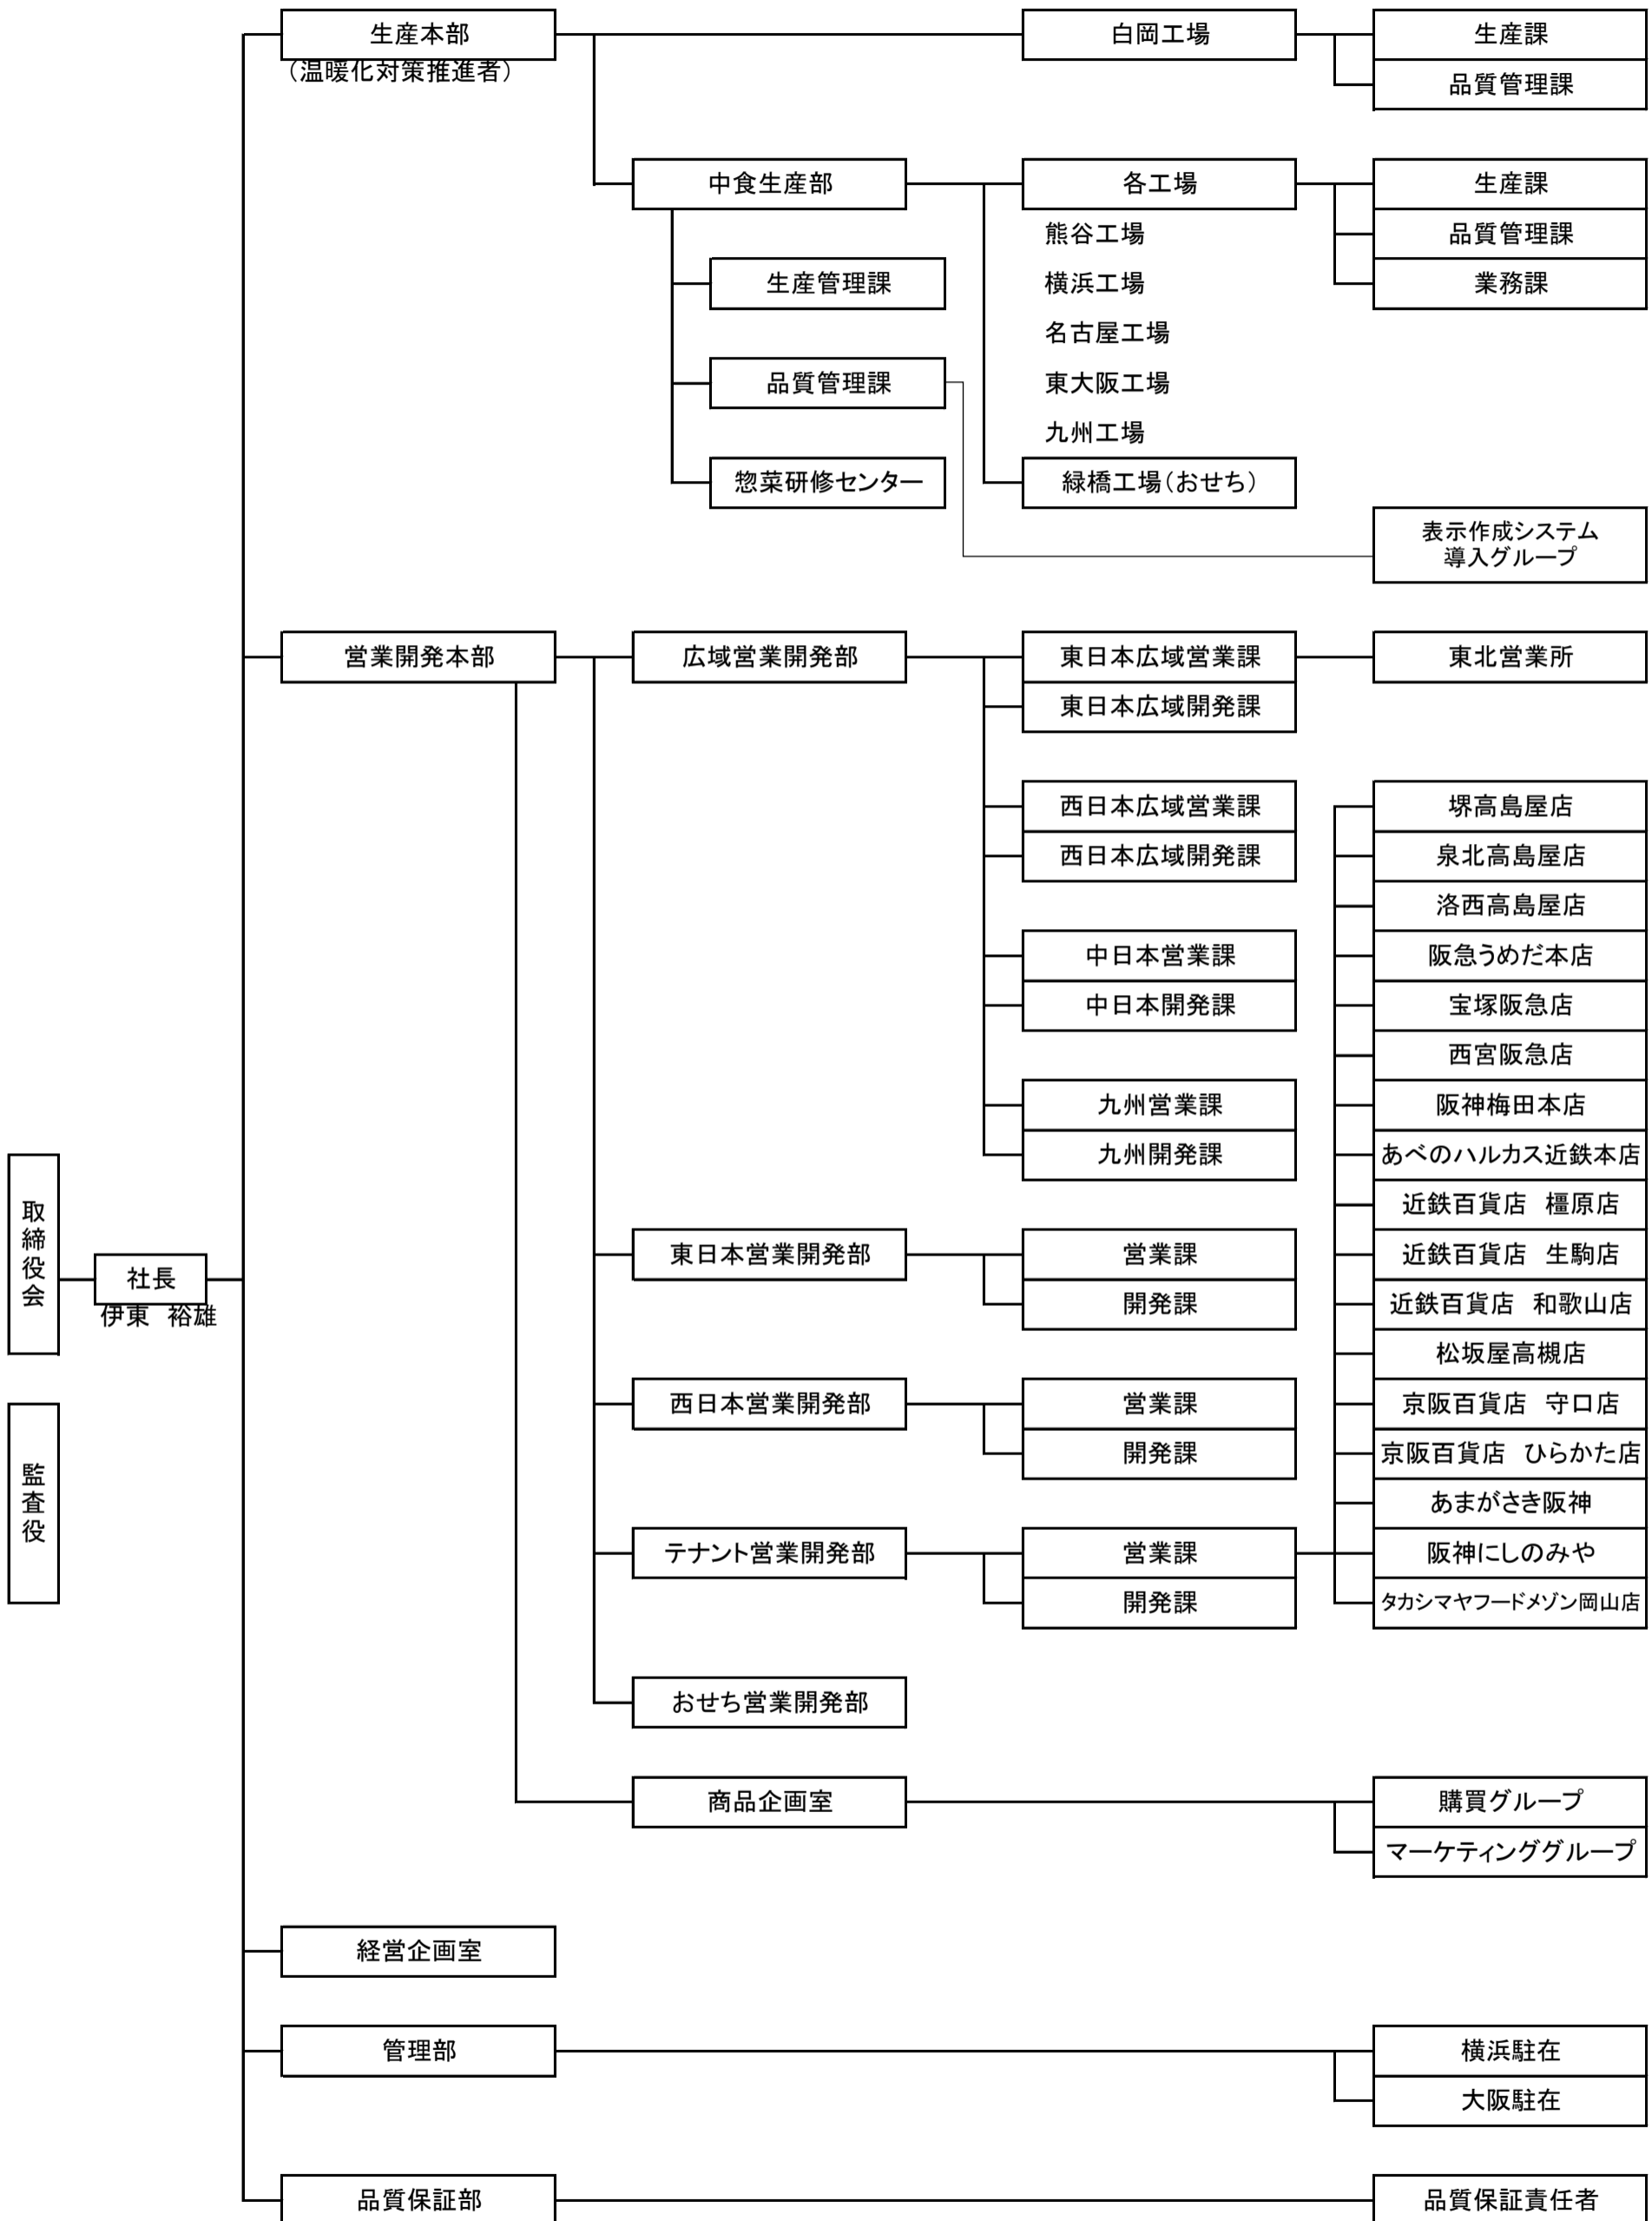 生産本部
(温暖化対策推進者)
白岡工場
生産課
品質管理課
中食生産部
各工場
生産課
熊谷工場
品質管理課
生産管理課
横浜工場
業務課
名古屋工場
品質管理課
東大阪工場
九州工場
惣菜研修センター
緑橋工場(おせち)
表示作成システム
導入グループ
営業開発本部
広域営業開発部
東日本広域営業課
東北営業所
東日本広域開発課
西日本広域営業課
堺高島屋店
西日本広域開発課
泉北高島屋店
洛西高島屋店
中日本営業課
阪急うめだ本店
中日本開発課
宝塚阪急店
西宮阪急店
九州営業課
阪神梅田本店
九州開発課
あべのハルカス近鉄本店
近鉄百貨店 橿原店
取締役会
社長
伊東 裕雄
東日本営業開発部
営業課
近鉄百貨店 生駒店
開発課
近鉄百貨店 和歌山店
松坂屋高槻店
監査役
西日本営業開発部
営業課
京阪百貨店 守口店
開発課
京阪百貨店 ひらかた店
あまがさき阪神
テナント営業開発部
営業課
阪神にしのみや
開発課
タカシマヤフードメゾン岡山店
おせち営業開発部
商品企画室
購買グループ
マーケティンググループ
経営企画室
管理部
横浜駐在
大阪駐在
品質保証部
品質保証責任者